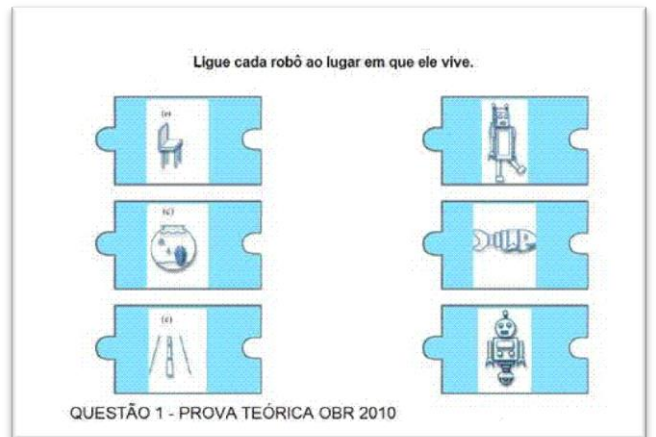 Ligue cada robô ao lugar em que ele vive.
QUESTÃO 1 - PROVA TEÓRICA OBR 2010